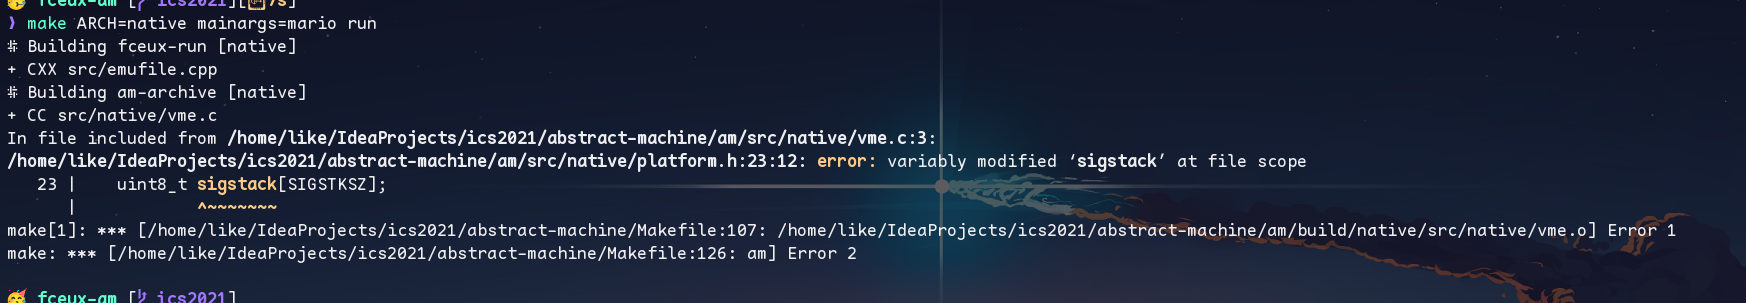 fceux-am [ ics2021][ 7s]
❯ make ARCH=native mainargs=mario run
# Building fceux-run [native]
+ CXX src/emufile.cpp
# Building am-archive [native]
+ CC src/native/vme.c
In file included from /home/like/IdeaProjects/ics2021/abstract-machine/am/src/native/vme.c:3:
/home/like/IdeaProjects/ics2021/abstract-machine/am/src/native/platform.h:23:12: error: variably modified ‘sigstack’ at file scope
23 | uint8_t sigstack[SIGSTKSZ];
| ^~~~~~~~
make[1]: *** [/home/like/IdeaProjects/ics2021/abstract-machine/Makefile:107: /home/like/IdeaProjects/ics2021/abstract-machine/am/build/native/src/native/vme.o] Error 1
make: *** [/home/like/IdeaProjects/ics2021/abstract-machine/Makefile:126: am] Error 2
fceux-am [ ics2021]